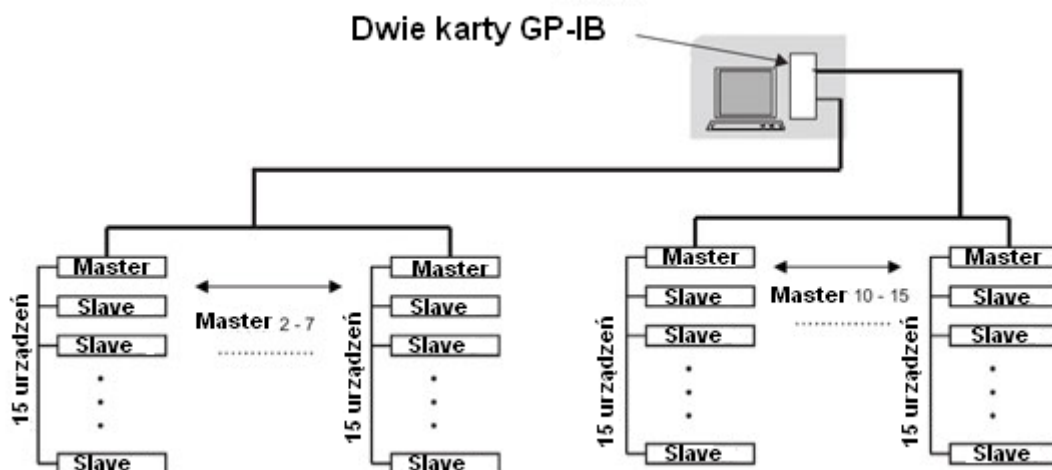 Dwie karty GP-IB
Master
Slave
Slave
Slave
15 urządzeń
Master 2 - 7
Master
Slave
Slave
Slave
15 urządzeń
Master
Slave
Slave
Slave
15 urządzeń
Master 10 - 15
Master
Slave
Slave
Slave
15 urządzeń